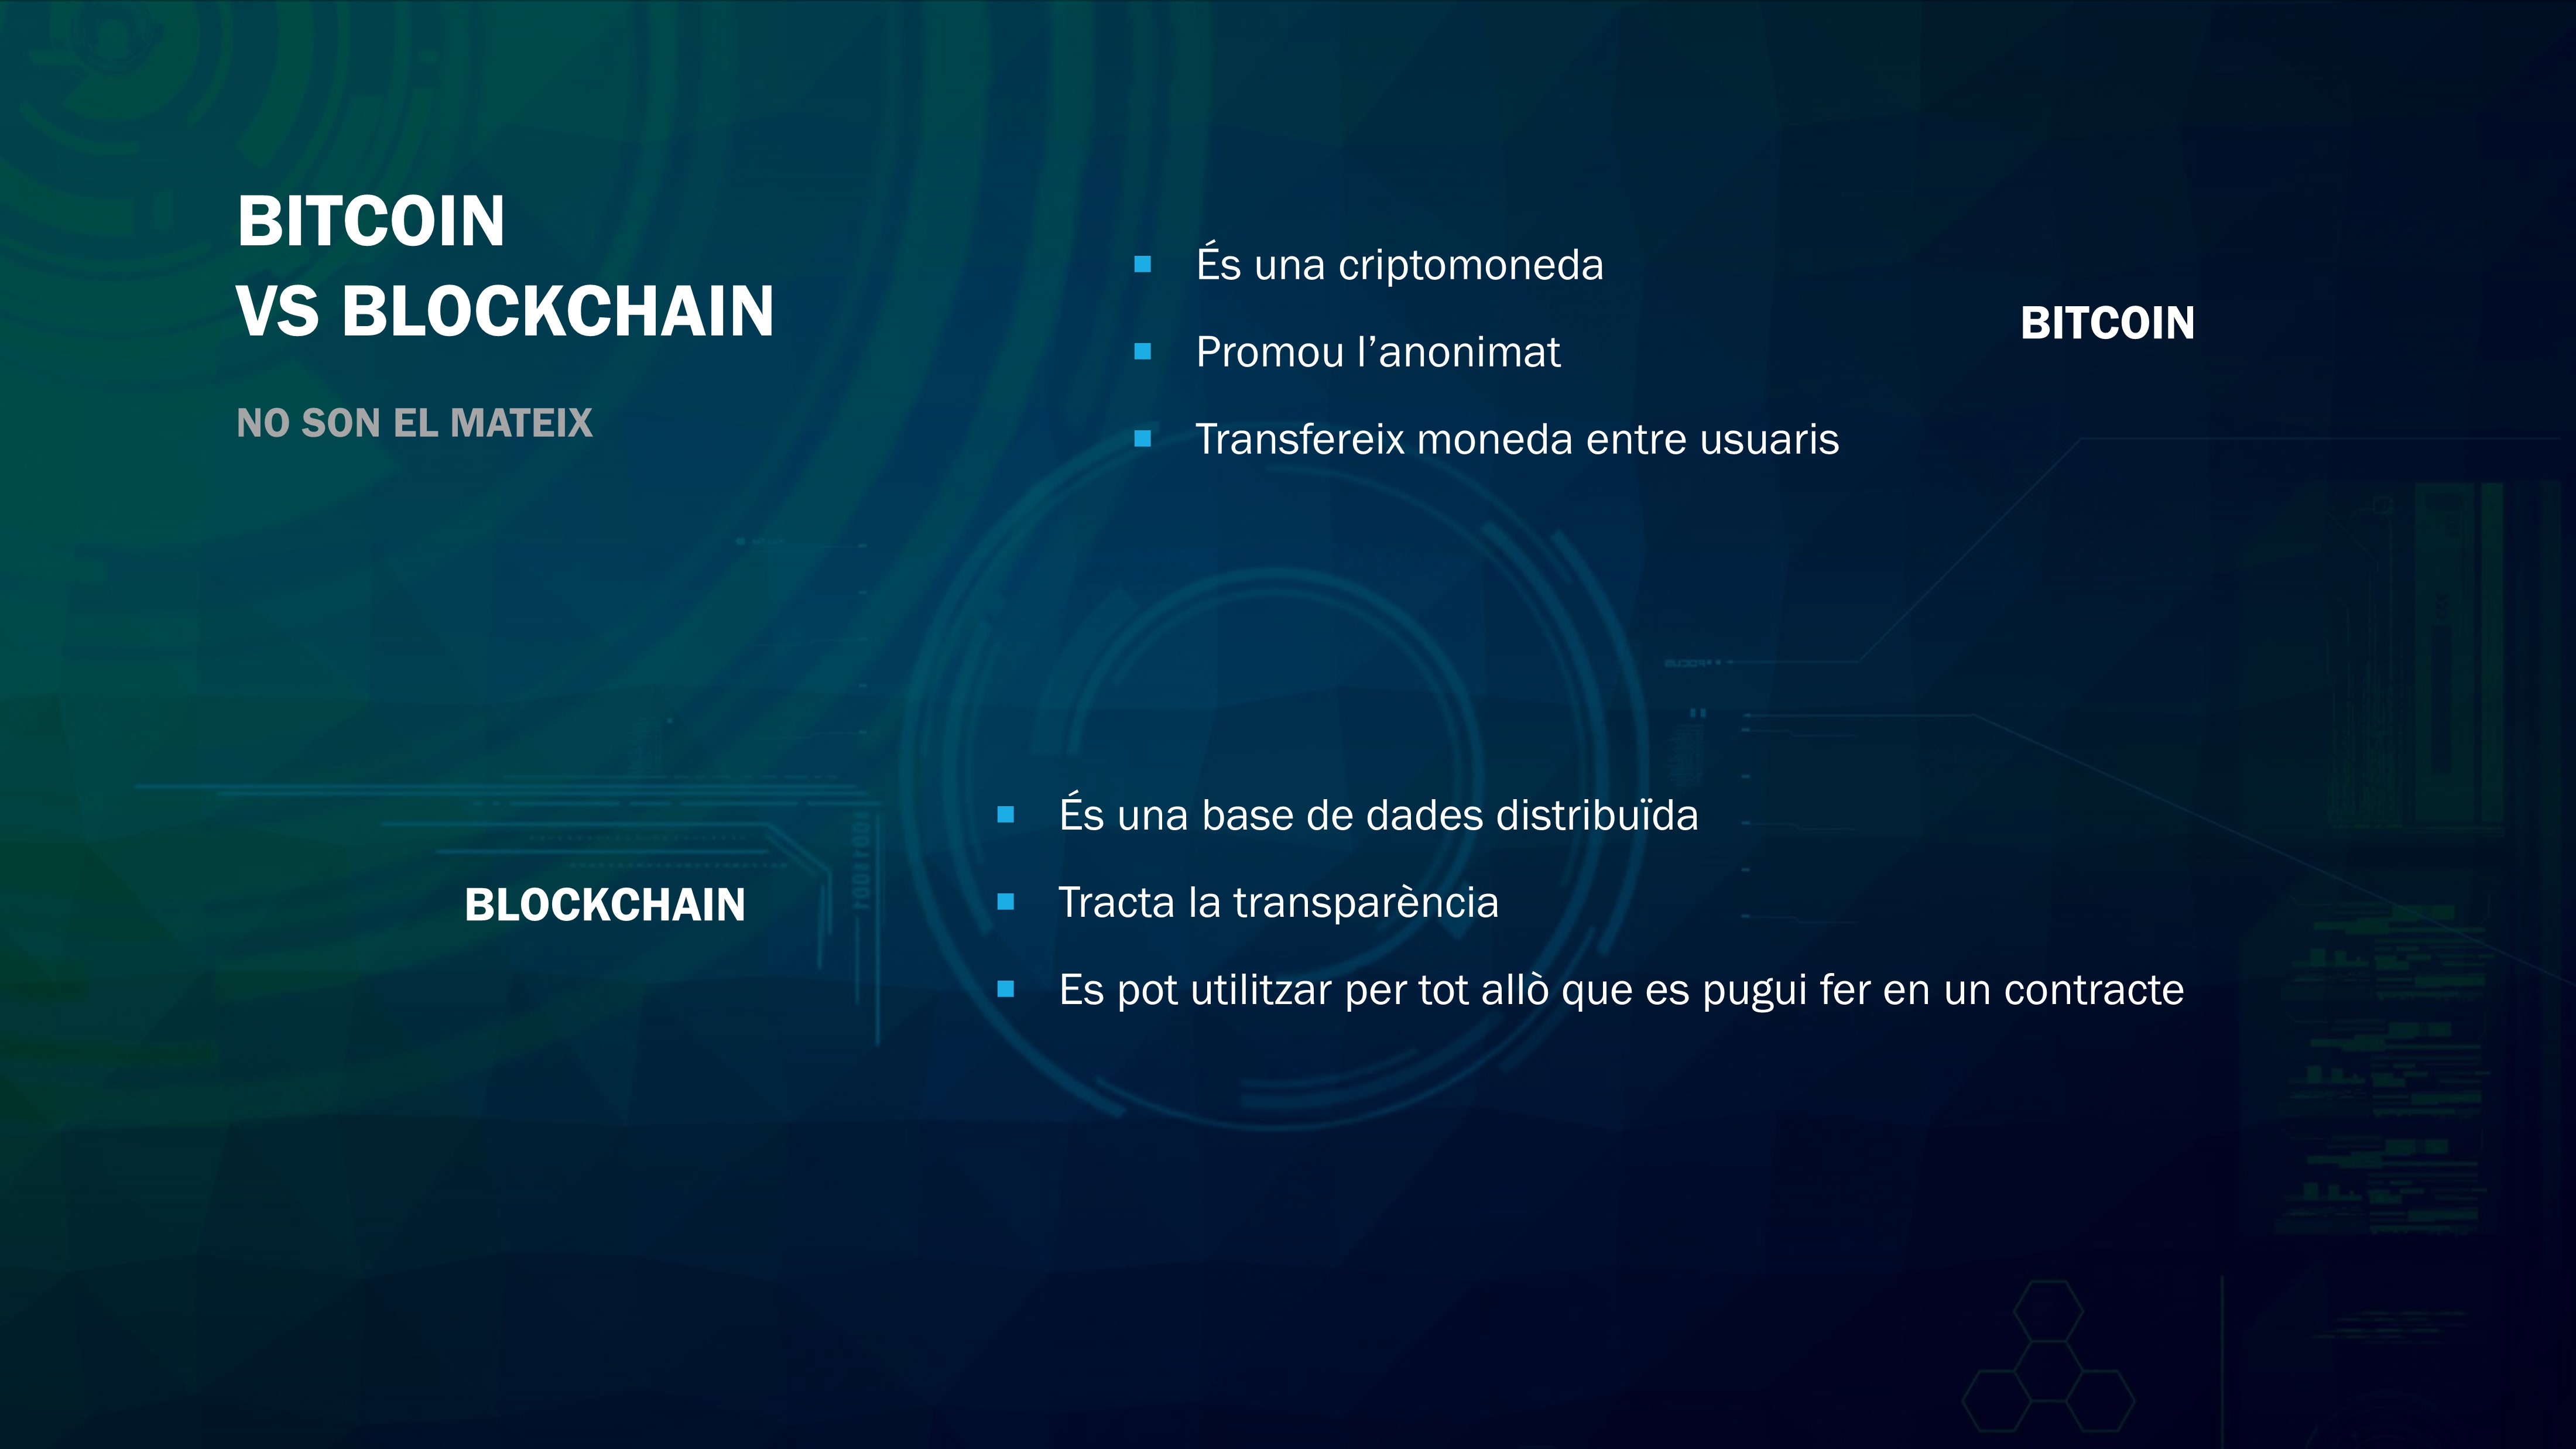 BITCOIN
VS BLOCKCHAIN
NO SON EL MATEIX
És una criptomoneda
Promou l’anonimat
Transfereix moneda entre usuaris
BITCOIN
BLOCKCHAIN
És una base de dades distribuïda
Tracta la transparència
Es pot utilitzar per tot allò que es pugui fer en un contracte